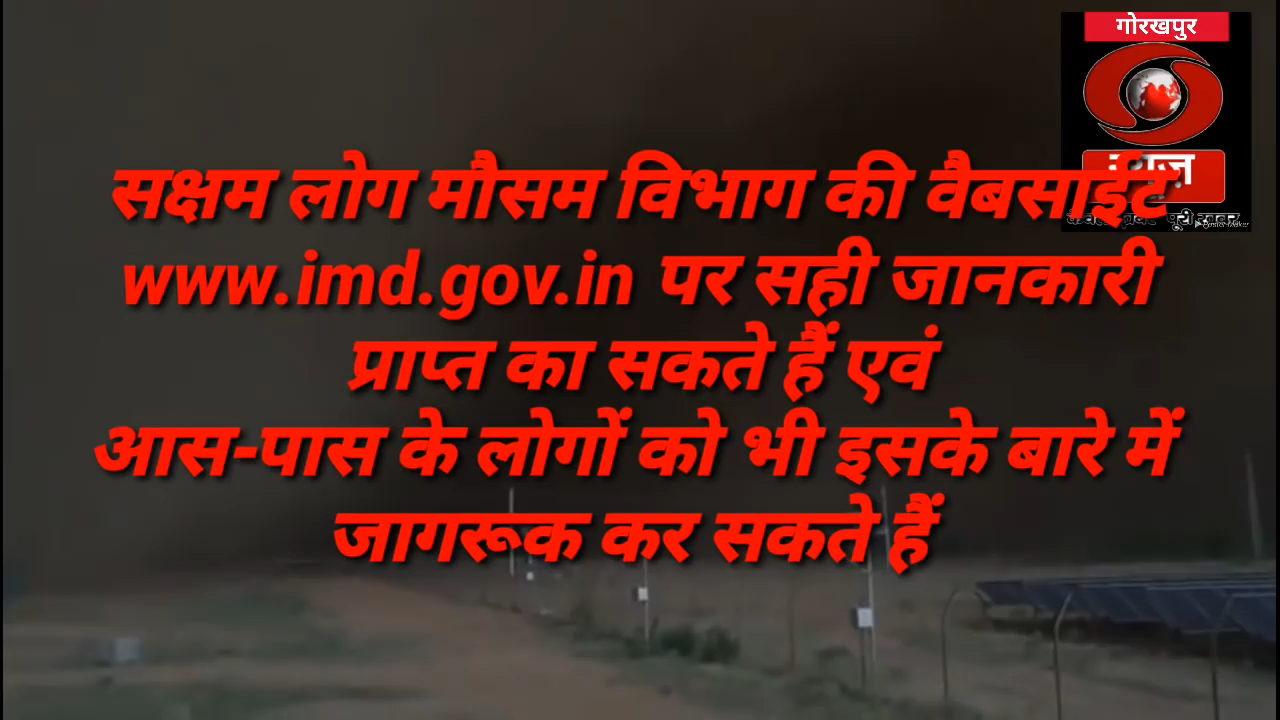 गोरखपुर
सक्षम लोग मौसम विभाग की वैबसाईट
www.imd.gov.in पर सही जानकारी
प्राप्त का सकते हैं एवं
आस-पास के लोगों को भी इसके बारे में
जागरूक कर सकते हैं